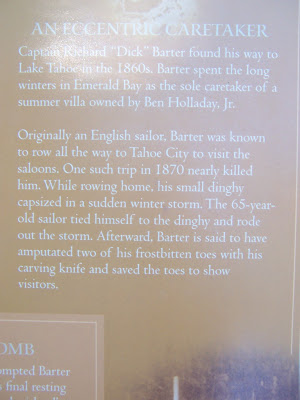 AN ECCENTRIC CARETAKER
Captain Richard "Dick" Barter found his way to
Lake Tahoe in the 1860s. Barter spent the long
winters in Emerald Bay as the sole caretaker of a
summer villa owned by Ben Holladay, Jr.
Originally an English sailor, Barter was known
to row all the way to Tahoe City to visit the
saloons. One such trip in 1870 nearly killed
him. While rowing home, his small dinghy
capsized in a sudden winter storm. The 65-year-
old sailor tied himself to the dinghy and rode
out the storm. Afterward, Barter is said to have
amputated two of his frostbitten toes with his
carving knife and saved the toes to show
visitors.
OMB
ompted Barter
s final resting